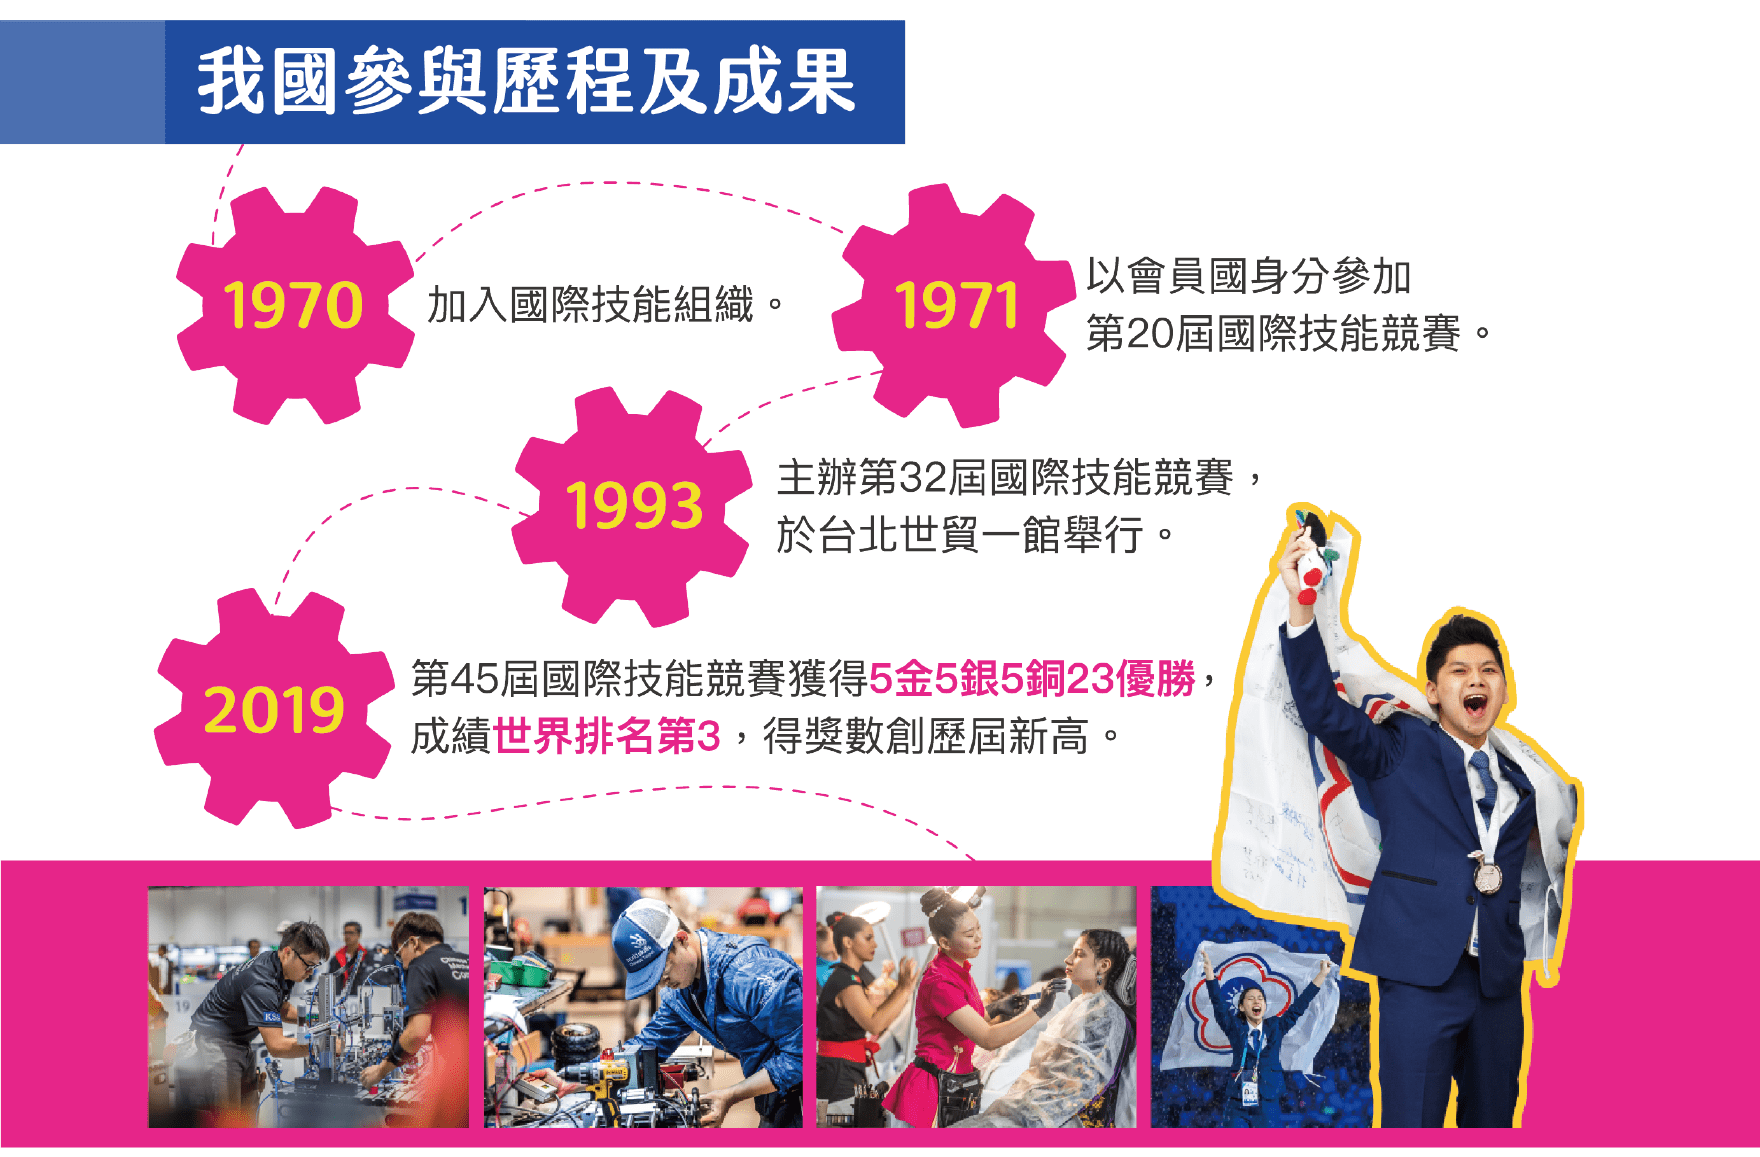 我國參與歷程及成果
1970
加入國際技能組織。
1971
以會員國身分參加
第20屆國際技能競賽。
1993
主辦第32屆國際技能競賽，
於台北世貿一館舉行。
2019
第45屆國際技能競賽獲得5金5銀5銅23優勝，
成績世界排名第3，得獎數創歷屆新高。